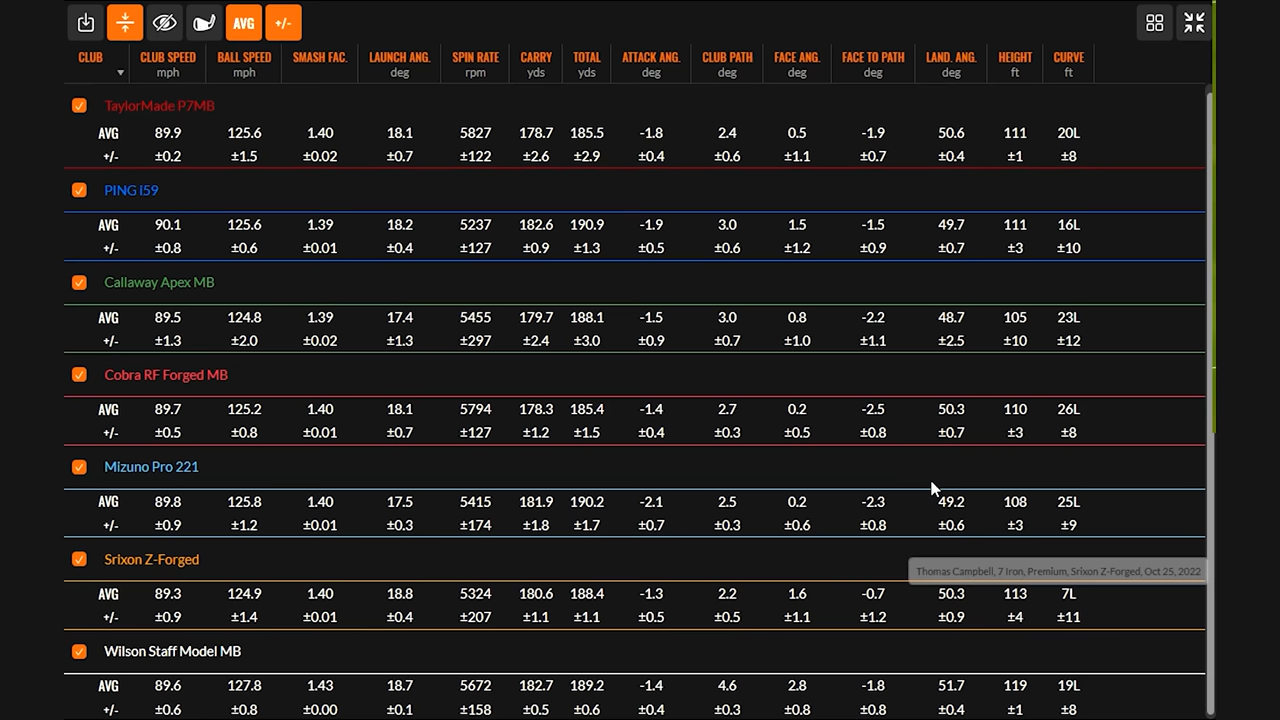 AVG +/-
CLUB CLUB SPEED BALL SPEED SMASH FAC. LAUNCH ANG. SPIN RATE CARRY TOTAL ATTACK ANG. CLUB PATH FACE ANG. FACE TO PATH LAND. ANG. HEIGHT CURVE
mph mph deg rpm yds yds deg deg deg deg deg ft ft
TaylorMade P7MB
AVG 89.9 125.6 1.40 18.1 5827 178.7 185.5 -1.8 2.4 0.5 -1.9 50.6 111 20L
+/- ±0.2 ±1.5 ±0.02 ±0.7 ±122 ±2.6 ±2.9 ±0.4 ±0.6 ±1.1 ±0.7 ±0.4 ±1 ±8
PING i59
AVG 90.1 125.6 1.39 18.2 5237 182.6 190.9 -1.9 3.0 1.5 -1.5 49.7 111 16L
+/- ±0.8 ±0.6 ±0.01 ±0.4 ±127 ±0.9 ±1.3 ±0.5 ±0.6 ±1.2 ±0.9 ±0.7 ±3 ±10
Callaway Apex MB
AVG 89.5 124.8 1.39 17.4 5455 179.7 188.1 -1.5 3.0 0.8 -2.2 48.7 105 23L
+/- ±1.3 ±2.0 ±0.02 ±1.3 ±297 ±2.4 ±3.0 ±0.9 ±0.7 ±1.0 ±1.1 ±2.5 ±10 ±12
Cobra RF Forged MB
AVG 89.7 125.2 1.40 18.1 5794 178.3 185.4 -1.4 2.7 0.2 -2.5 50.3 110 26L
+/- ±0.5 ±0.8 ±0.01 ±0.7 ±127 ±1.2 ±1.5 ±0.4 ±0.3 ±0.5 ±0.8 ±0.7 ±3 ±8
Mizuno Pro 221
AVG 89.8 125.8 1.40 17.5 5415 181.9 190.2 -2.1 2.5 0.2 -2.3 49.2 108 25L
+/- ±0.9 ±1.2 ±0.01 ±0.3 ±174 ±1.8 ±1.7 ±0.7 ±0.3 ±0.6 ±0.8 ±0.6 ±3 ±9
Srixon Z-Forged
Thomas Campbell, 7 Iron, Premium, Srixon Z-Forged, Oct 25, 2022
AVG 89.3 124.9 1.40 18.8 5324 180.6 188.4 -1.3 2.2 1.6 -0.7 50.3 113 7L
+/- ±0.9 ±1.4 ±0.01 ±0.4 ±207 ±1.1 ±1.1 ±0.5 ±0.5 ±1.1 ±1.2 ±0.9 ±4 ±11
Wilson Staff Model MB
AVG 89.6 127.8 1.43 18.7 5672 182.7 189.2 -1.4 4.6 2.8 -1.8 51.7 119 19L
+/- ±0.6 ±0.8 ±0.00 ±0.1 ±158 ±0.5 ±0.6 ±0.4 ±0.3 ±0.8 ±0.8 ±0.4 ±1 ±8